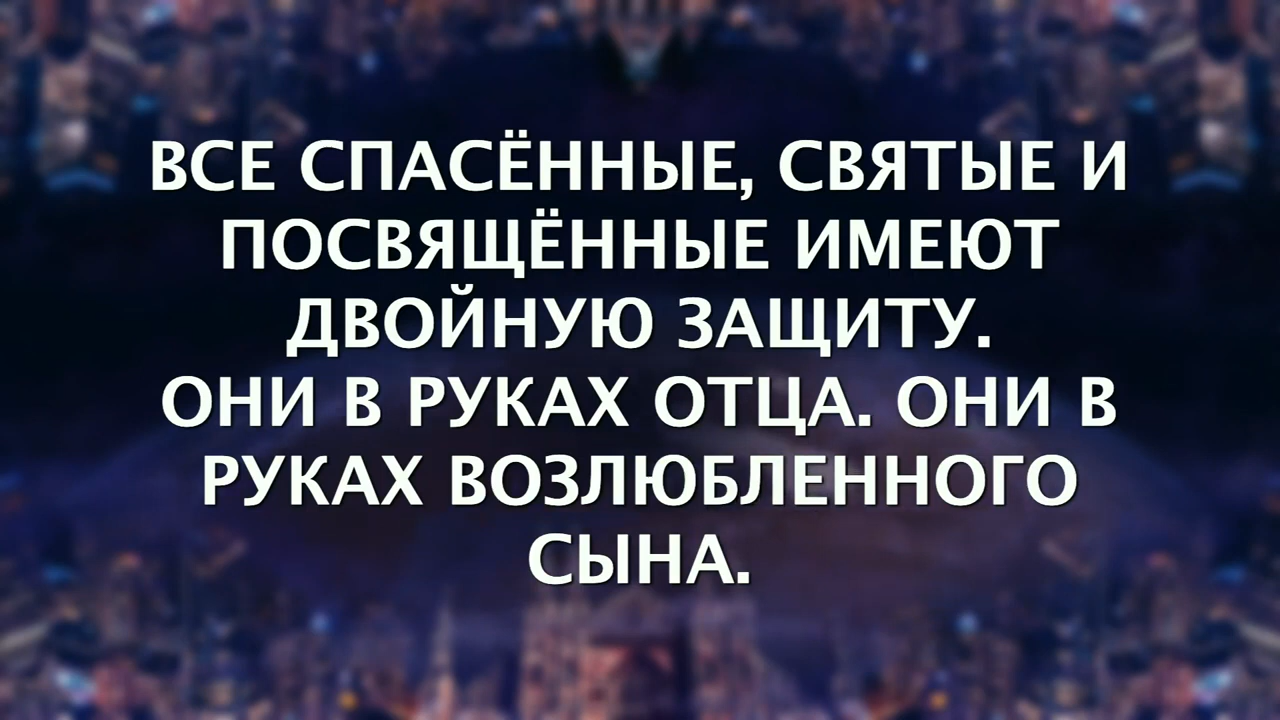 ВСЕ СПАСЁННЫЕ, СВЯТЫЕ И
ПОСВЯЩЁННЫЕ ИМЕЮТ
ДВОЙНУЮ ЗАЩИТУ.
ОНИ В РУКАХ ОТЦА. ОНИ В
РУКАХ ВОЗЛЮБЛЕННОГО
СЫНА.